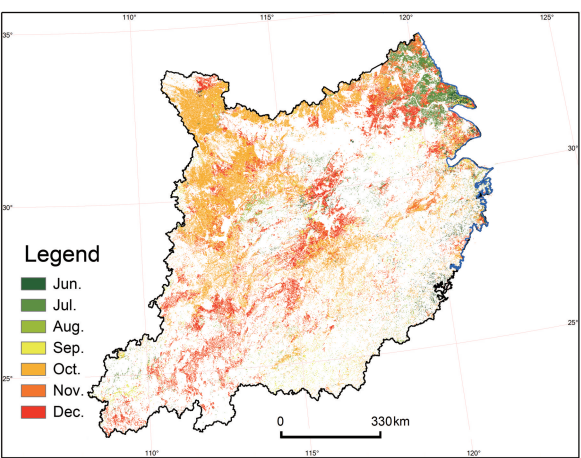 110° 115° 120° 125°
35°
30°
30°
Legend
Jun.
Jul.
Aug.
Sep.
Oct.
Nov.
Dec.
25°
25°
0 330km
110° 115° 120°